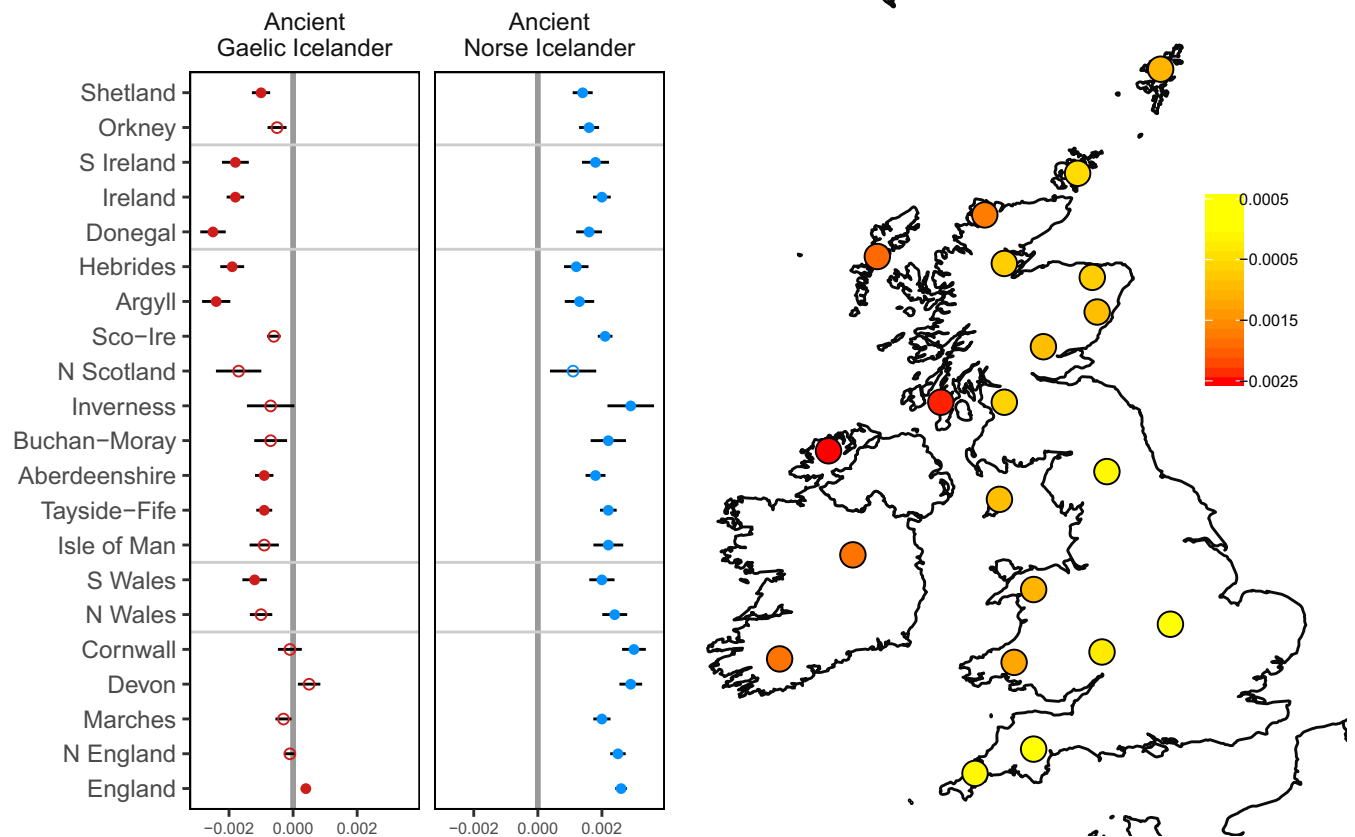 Ancient
Gaelic Icelander
Ancient
Norse Icelander
Shetland
Orkney
S Ireland
Ireland
Donegal
Hebrides
Argyll
Sco−Ire
N Scotland
Inverness
Buchan−Moray
Aberdeenshire
Tayside−Fife
Isle of Man
S Wales
N Wales
Cornwall
Devon
Marches
N England
England
−0.002 0.000 0.002
−0.002 0.000 0.002
0.0005
−0.0005
−0.0015
−0.0025